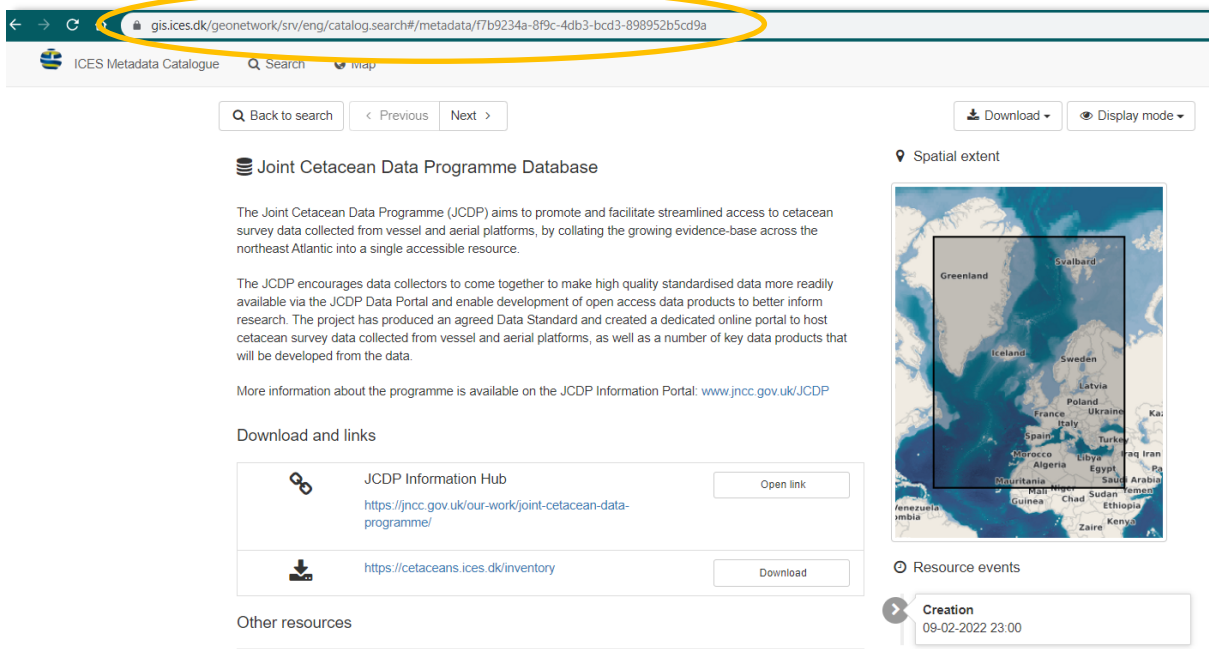 gis.ices.dk/geonetwork/srv/eng/catalog.search#/metadata/f7b9234a-8f9c-4db3-bcd3-898952b5cd9a
ICES Metadata Catalogue Search Map
Back to search Previous Next Download Display mode
Joint Cetacean Data Programme Database
The Joint Cetacean Data Programme (JCDP) aims to promote and facilitate streamlined access to cetacean
survey data collected from vessel and aerial platforms, by collating the growing evidence-base across the
northeast Atlantic into a single accessible resource.
The JCDP encourages data collectors to come together to make high quality standardised data more readily
available via the JCDP Data Portal and enable development of open access data products to better inform
research. The project has produced an agreed Data Standard and created a dedicated online portal to host
cetacean survey data collected from vessel and aerial platforms, as well as a number of key data products that
will be developed from the data.
More information about the programme is available on the JCDP Information Portal: www.jncc.gov.uk/JCDP
Download and links
JCDP Information Hub
Open link
https://jncc.gov.uk/our-work/joint-cetacean-data-
programme/
https://cetaceans.ices.dk/inventory
Download
Other resources
Spatial extent
Svalbard
Greenland
Iceland
Sweden
Latvia
Poland
France Ukraine Ka
Italy
Spain Turkey
Morocco Libya Iraq Iran
Algeria Egypt Pa
Mauritania Saudi Arabia
Mali Niger Sudan Yemen
Guinea Chad Ethiopia
Venezuela
ombia
Zaire Kenya
Resource events
Creation
09-02-2022 23:00